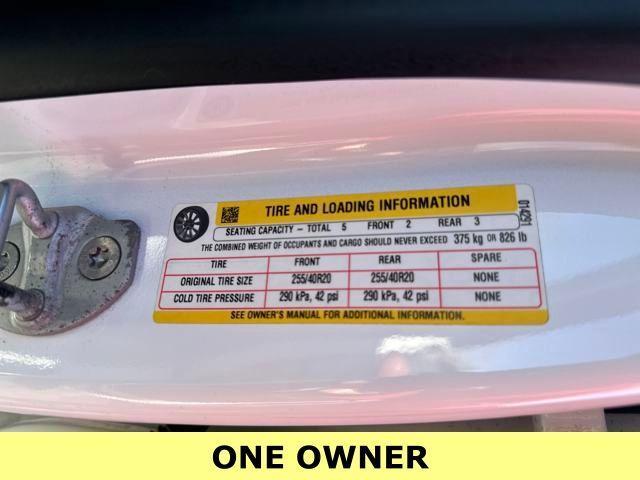 TIRE AND LOADING INFORMATION
014291
SEATING CAPACITY – TOTAL 5 FRONT 2 REAR 3
THE COMBINED WEIGHT OF OCCUPANTS AND CARGO SHOULD NEVER EXCEED 375 kg OR 826 lb
TIRE FRONT REAR SPARE
ORIGINAL TIRE SIZE 255/40R20 255/40R20 NONE
COLD TIRE PRESSURE 290 kPa, 42 psi 290 kPa, 42 psi NONE
SEE OWNER'S MANUAL FOR ADDITIONAL INFORMATION.
ONE OWNER